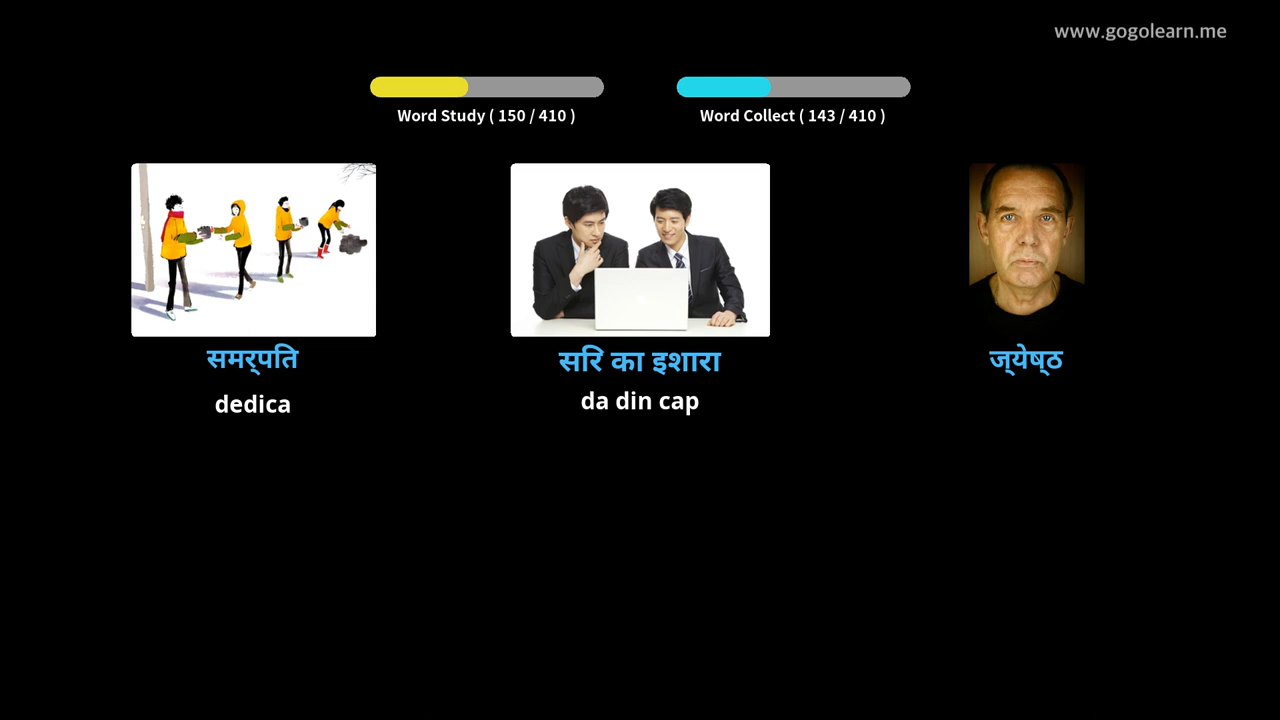 www.gogolearn.me
Word Study ( 150 / 410 )
Word Collect ( 143 / 410 )
समर्पति
dedica
सरि का इशारा
da din cap
ज्येष्ठ